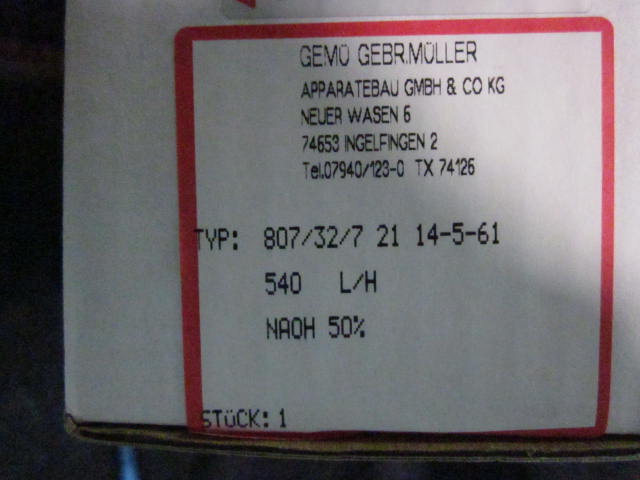 GEMÜ GEBR.MÜLLER
APPARATEBAU GMBH & CO KG
NEUER WASEN 6
74653 INGELFINGEN 2
Tel.07940/123-0 TX 74126
TYP: 807/32/7 21 14-5-61
540 L/H
NAOH 50%
STüCK: 1